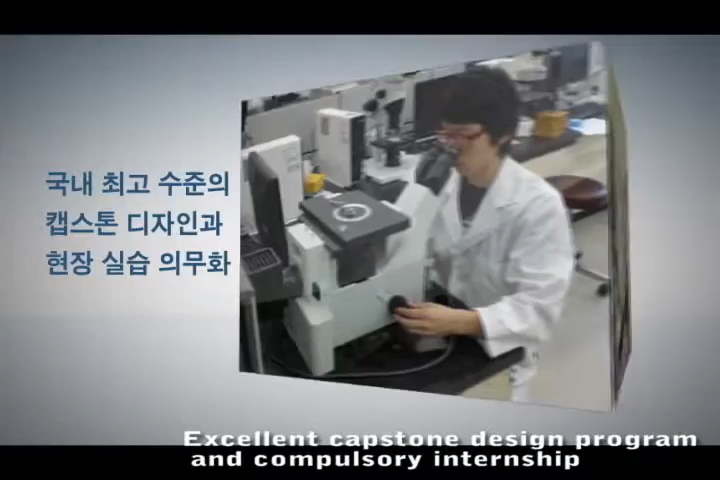 국내 최고 수준의
캡스톤 디자인과
현장 실습 의무화
Excellent capstone design program
and compulsory internship